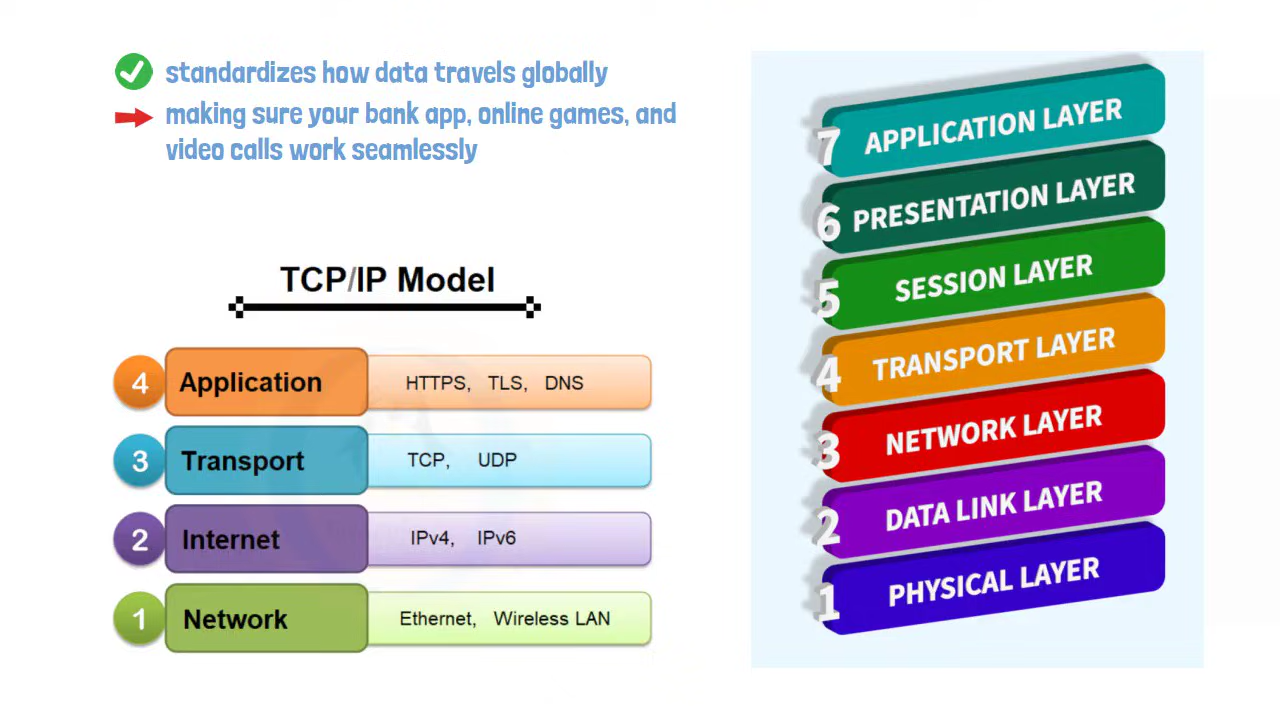 standardizes how data travels globally
making sure your bank app, online games, and
video calls work seamlessly
TCP/IP Model
4 Application HTTPS, TLS, DNS
3 Transport TCP, UDP
2 Internet IPv4, IPv6
1 Network Ethernet, Wireless LAN
7 APPLICATION LAYER
6 PRESENTATION LAYER
5 SESSION LAYER
4 TRANSPORT LAYER
3 NETWORK LAYER
2 DATA LINK LAYER
1 PHYSICAL LAYER